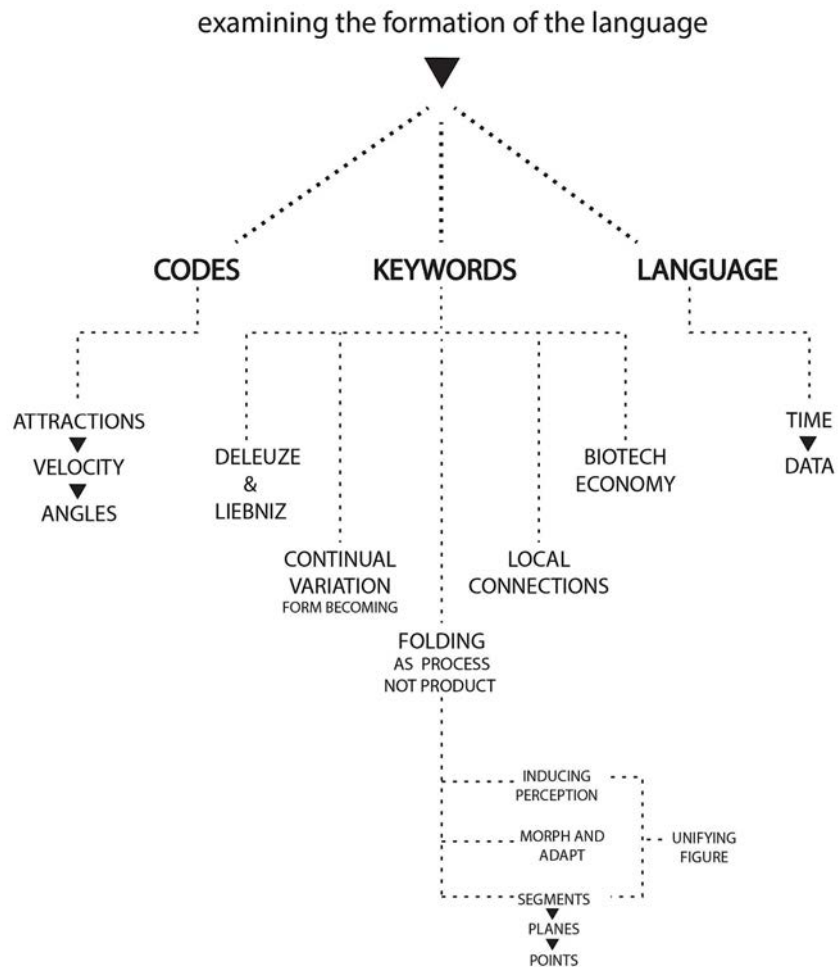 examining the formation of the language
CODES
KEYWORDS
LANGUAGE
ATTRACTIONS
VELOCITY
ANGLES
DELEUZE
&
LIEBNIZ
CONTINUAL
VARIATION
FORM BECOMING
FOLDING
AS PROCESS
NOT PRODUCT
LOCAL
CONNECTIONS
BIOTECH
ECONOMY
TIME
DATA
INDUCING
PERCEPTION
MORPH AND
ADAPT
SEGMENTS
PLANES
POINTS
UNIFYING
FIGURE